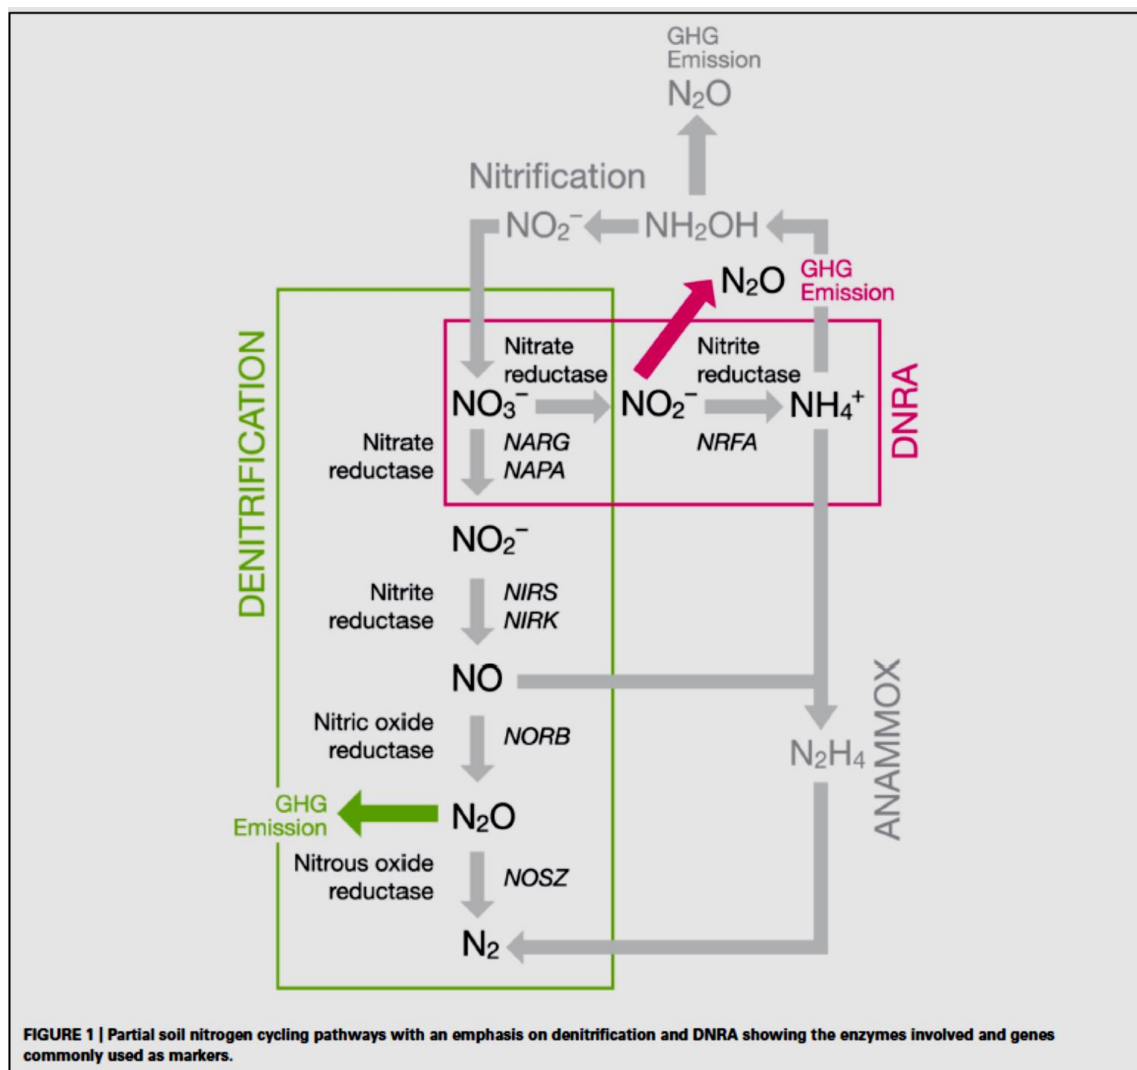 GHG
Emission
N₂O
Nitrification
NO₂⁻
NH₂OH
N₂O
GHG
Emission
DENITRIFICATION
DNRA
Nitrate
reductase
Nitrite
reductase
NO₃⁻
NO₂⁻
NH₄⁺
Nitrate
reductase
NARG
NAPA
NRFA
NO₂⁻
Nitrite
reductase
NIRS
NIRK
NO
Nitric oxide
reductase
NORB
N₂H₄
ANAMMOX
GHG
Emission
N₂O
Nitrous oxide
reductase
NOSZ
N₂
FIGURE 1 | Partial soil nitrogen cycling pathways with an emphasis on denitrification and DNRA showing the enzymes involved and genes
commonly used as markers.